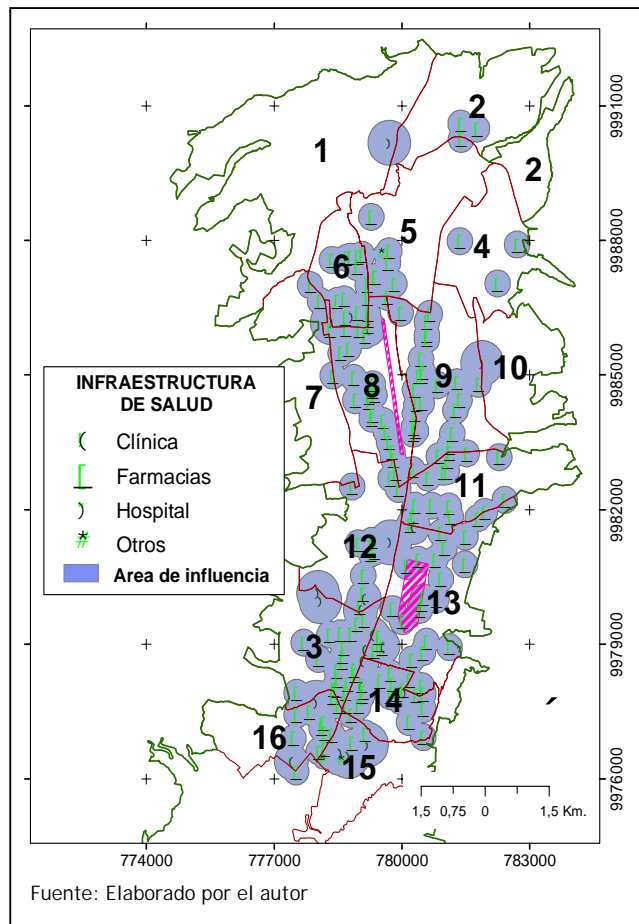 1
2
2
5
4
6
7
8
9
10
11
12
13
3
14
16
15
INFRAESTRUCTURA
DE SALUD
Clínica
Farmacias
Hospital
Otros
Area de influencia
9991000
9988000
9985000
9982000
9979000
9976000
1,5 0,75 0 1,5 Km.
774000 777000 780000 783000
Fuente: Elaborado por el autor